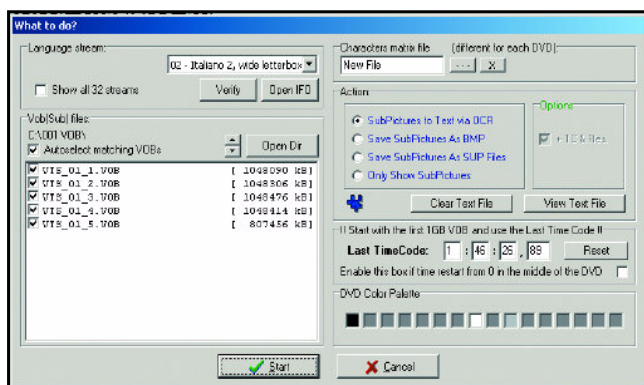 What to do?
Language stream:
02 - Italiano 2, wide letterbox
Show all 32 streams
Verify
Open IFO
Vob|Sub| files:
E:\001 VOB\
Autoselect matching VOBs
Open Dir
VTS_01_1.VOB [ 1048090 kB]
VTS_01_2.VOB [ 1048306 kB]
VTS_01_3.VOB [ 1048476 kB]
VTS_01_4.VOB [ 1048414 kB]
VTS_01_5.VOB [ 807456 kB]
Characters matrix file (different for each DVD):
New File
...
X
Action
SubPictures to Text via OCR
Save SubPictures As BMP
Save SubPictures As SUP Files
Only Show SubPictures
Options
Clear Text File
View Text File
!! Start with the first 1GB VOB and use the Last Time Code !!
Last TimeCode: 1 : 46 : 26 , 89
Reset
Enable this box if time restart from 0 in the middle of the DVD
DVD Color Palette
Start
Cancel